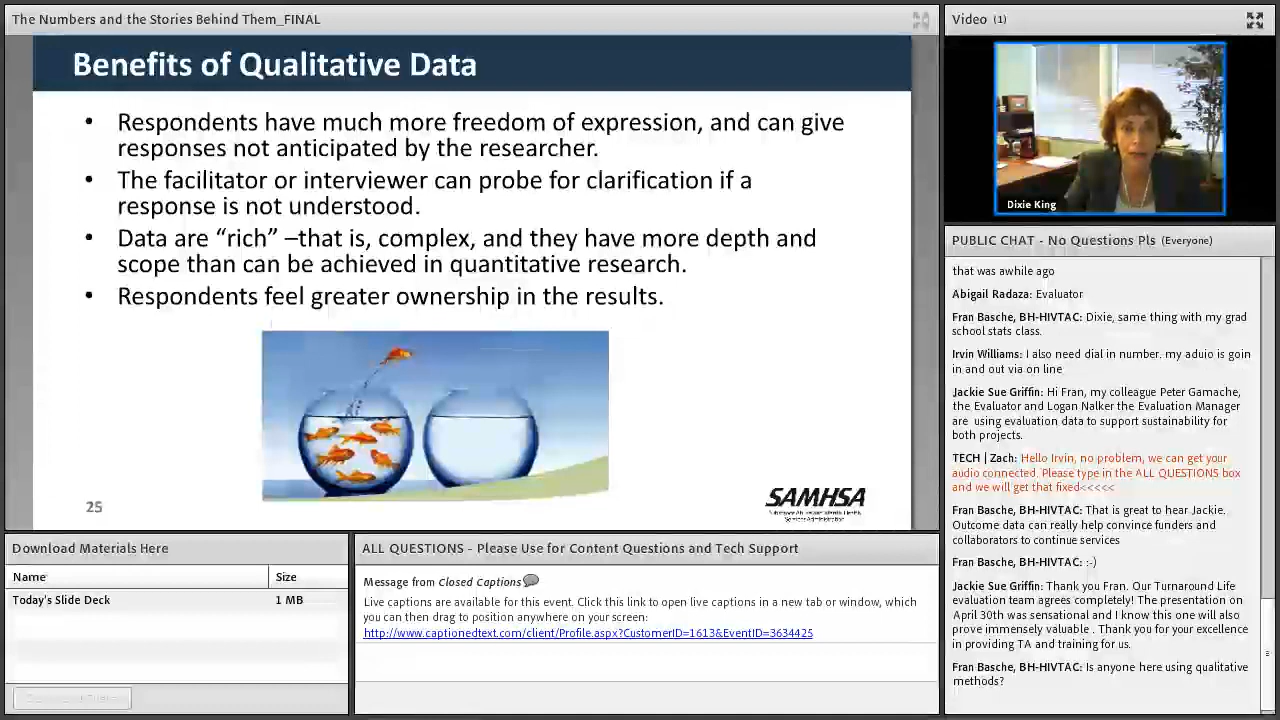 The Numbers and the Stories Behind Them_FINAL
Benefits of Qualitative Data
• Respondents have much more freedom of expression, and can give
responses not anticipated by the researcher.
• The facilitator or interviewer can probe for clarification if a
response is not understood.
• Data are “rich” –that is, complex, and they have more depth and
scope than can be achieved in quantitative research.
• Respondents feel greater ownership in the results.
25
SAMHSA
Video (1)
Dixie King
PUBLIC CHAT - No Questions Pls (Everyone)
that was awhile ago
Abigail Radaza: Evaluator
Fran Basche, BH-HIVTAC: Dixie, same thing with my grad
school stats class.
Irvin Williams: I also need dial in number. my aduio is goin
in and out via on line
Jackie Sue Griffin: Hi Fran, my colleague Peter Gamache,
the Evaluator and Logan Nalker the Evaluation Manager
are using evaluation data to support sustainability for
both projects.
TECH | Zach: Hello Irvin, no problem, we can get your
audio connected. Please type in the ALL QUESTIONS box
and we will get that fixed<<<<<
Fran Basche, BH-HIVTAC: That is great to hear Jackie.
Outcome data can really help convince funders and
collaborators to continue services
Fran Basche, BH-HIVTAC: :-)
Jackie Sue Griffin: Thank you Fran. Our Turnaround Life
evaluation team agrees completely! The presentation on
April 30th was sensational and I know this one will also
prove immensely valuable . Thank you for your excellence
in providing TA and training for us.
Fran Basche, BH-HIVTAC: Is anyone here using qualitative
methods?
Download Materials Here
Name Size
Today's Slide Deck 1 MB
ALL QUESTIONS - Please Use for Content Questions and Tech Support
Message from Closed Captions
Live captions are available for this event. Click this link to open live captions in a new tab or window, which
you can then drag to position anywhere on your screen:
http://www.captionedtext.com/client/Profile.aspx?CustomerID=1613&EventID=3634425